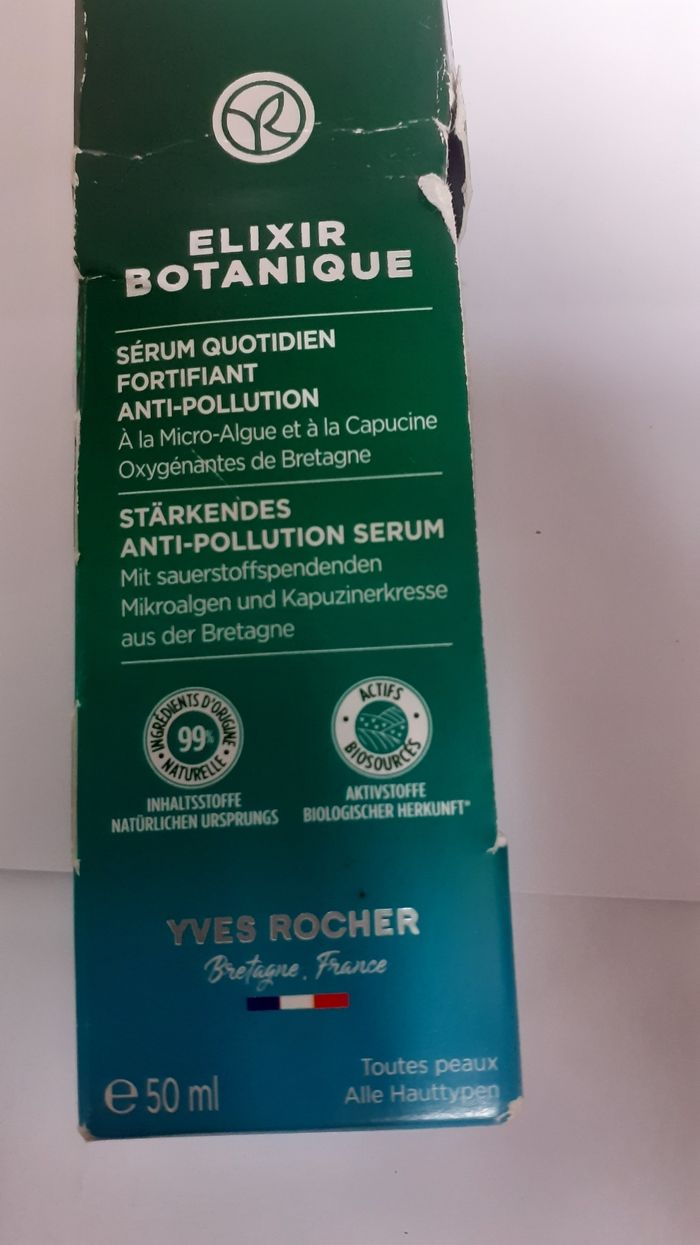 ELIXIR
BOTANIQUE
SÉRUM QUOTIDIEN
FORTIFIANT
ANTI-POLLUTION
À la Micro-Algue et à la Capucine
Oxygénantes de Bretagne
STÄRKENDES
ANTI-POLLUTION SERUM
Mit sauerstoffspendenden
Mikroalgen und Kapuzinerkresse
aus der Bretagne
INGRÉDIENTS D'ORIGINE
99%
NATURELLE
INHALTSSTOFFE
NATÜRLICHEN URSPRUNGS
ACTIFS
BIOSOURCÉS
AKTIVSTOFFE
BIOLOGISCHER HERKUNFT*
YVES ROCHER
Bretagne, France
e 50 ml
Toutes peaux
Alle Hauttypen